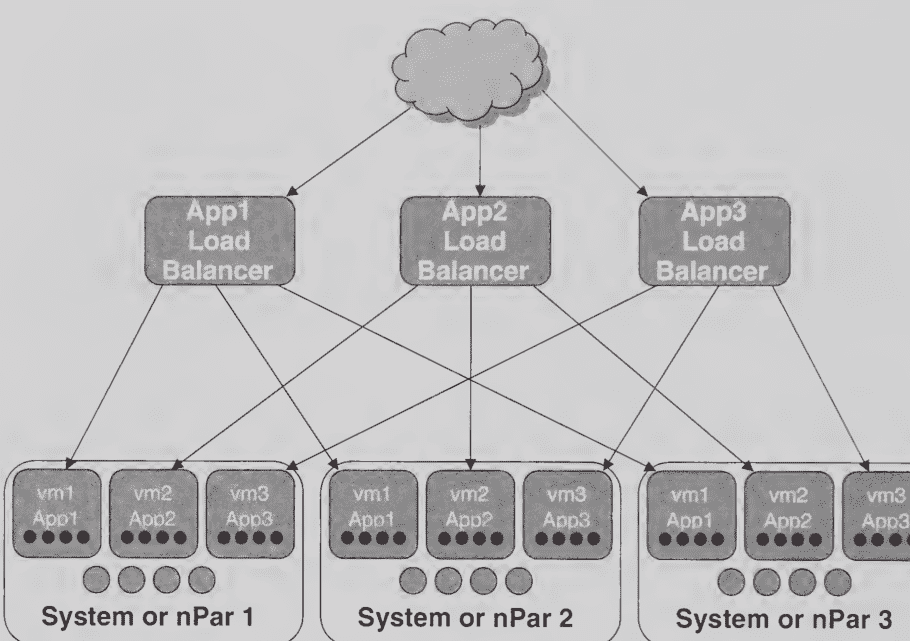 App1
Load
Balancer
App2
Load
Balancer
App3
Load
Balancer
vm1
App1
vm2
App2
vm3
App3
System or nPar 1
vm1
App1
vm2
App2
vm3
App3
System or nPar 2
vm1
App1
vm2
App2
vm3
App3
System or nPar 3